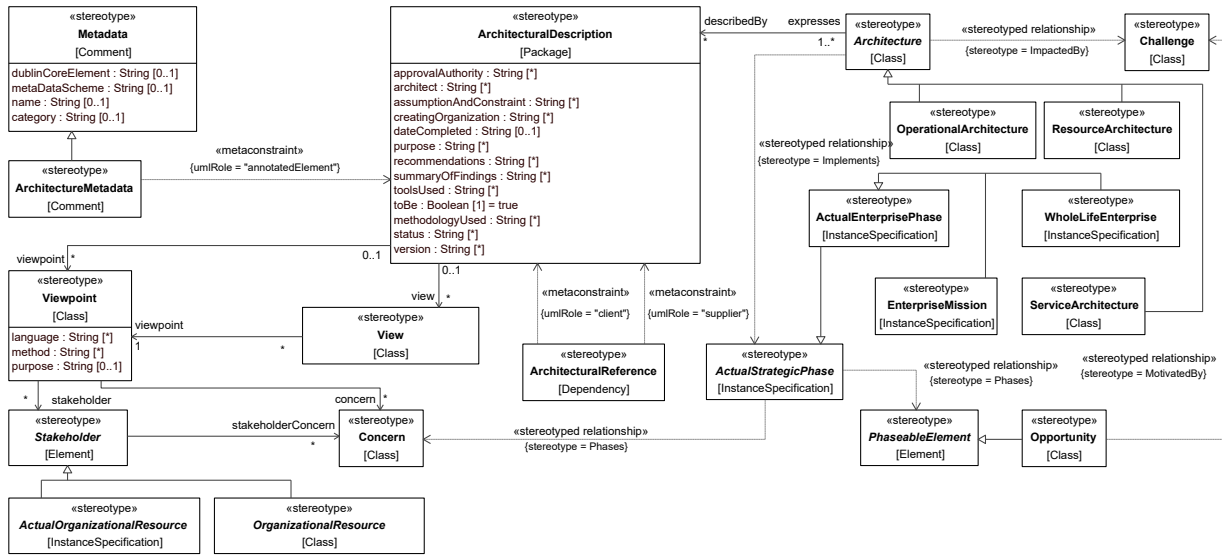 «stereotype»
Metadata
[Comment]
dublinCoreElement : String [0..1]
metaDataScheme : String [0..1]
name : String [0..1]
category : String [0..1]
«stereotype»
ArchitectureMetadata
[Comment]
«metaconstraint»
{umlRole = "annotatedElement"}
«stereotype»
ArchitecturalDescription
[Package]
approvalAuthority : String [*]
architect : String [*]
assumptionAndConstraint : String [*]
creatingOrganization : String [*]
dateCompleted : String [0..1]
purpose : String [*]
recommendations : String [*]
summaryOfFindings : String [*]
toolsUsed : String [*]
toBe : Boolean [1] = true
methodologyUsed : String [*]
status : String [*]
version : String [*]
describedBy
expresses
*
1..*
«stereotype»
Architecture
[Class]
«stereotyped relationship»
{stereotype = ImpactedBy}
«stereotype»
Challenge
[Class]
«stereotype»
OperationalArchitecture
[Class]
«stereotype»
ResourceArchitecture
[Class]
«stereotyped relationship»
{stereotype = Implements}
«stereotype»
ActualEnterprisePhase
[InstanceSpecification]
«stereotype»
WholeLifeEnterprise
[InstanceSpecification]
«stereotype»
EnterpriseMission
[InstanceSpecification]
«stereotype»
ServiceArchitecture
[Class]
viewpoint
*
0..1
0..1
view
*
«stereotype»
Viewpoint
[Class]
language : String [*]
method : String [*]
purpose : String [0..1]
viewpoint
1
*
«stereotype»
View
[Class]
«metaconstraint»
{umlRole = "client"}
«metaconstraint»
{umlRole = "supplier"}
«stereotype»
ArchitecturalReference
[Dependency]
«stereotype»
ActualStrategicPhase
[InstanceSpecification]
«stereotyped relationship»
{stereotype = Phases}
«stereotyped relationship»
{stereotype = MotivatedBy}
*
stakeholder
concern
*
«stereotype»
Stakeholder
[Element]
stakeholderConcern
*
«stereotype»
Concern
[Class]
«stereotyped relationship»
{stereotype = Phases}
«stereotype»
PhaseableElement
[Element]
«stereotype»
Opportunity
[Class]
«stereotype»
ActualOrganizationalResource
[InstanceSpecification]
«stereotype»
OrganizationalResource
[Class]